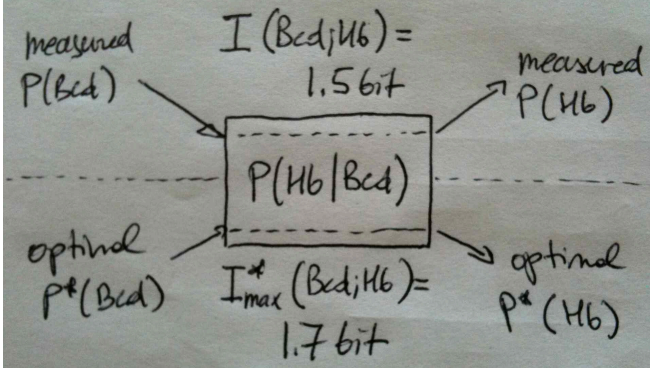 measured
P(Bcd)
I(Bcd;Hb)=
1.5 bit
measured
P(Hb)
P(Hb|Bcd)
optimal
P*(Bcd)
I*max(Bcd;Hb)=
1.7 bit
optimal
P*(Hb)